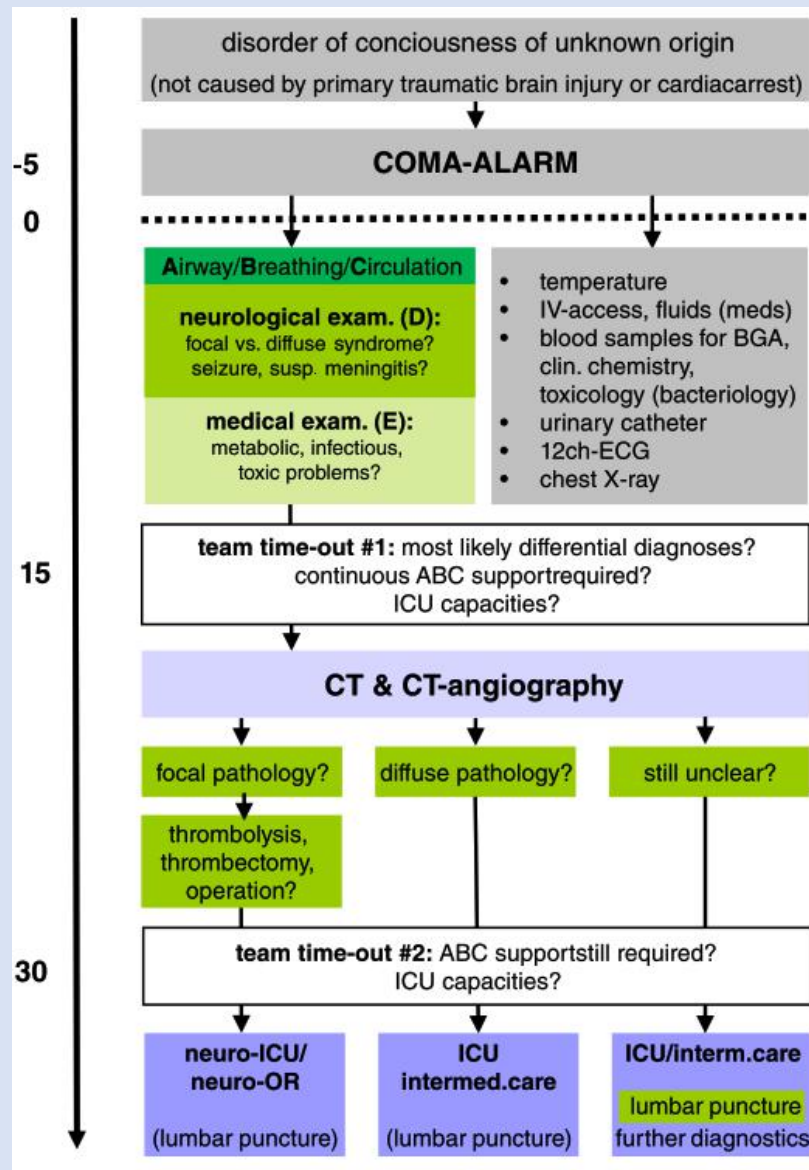 disorder of conciousness of unknown origin
(not caused by primary traumatic brain injury or cardiacarrest)
-5
COMA-ALARM
0
Airway/Breathing/Circulation
neurological exam. (D):
focal vs. diffuse syndrome?
seizure, susp. meningitis?
medical exam. (E):
metabolic, infectious,
toxic problems?
• temperature
• IV-access, fluids (meds)
• blood samples for BGA,
clin. chemistry,
toxicology (bacteriology)
• urinary catheter
• 12ch-ECG
• chest X-ray
15
team time-out #1: most likely differential diagnoses?
continuous ABC supportrequired?
ICU capacities?
CT & CT-angiography
focal pathology?
diffuse pathology?
still unclear?
thrombolysis,
thrombectomy,
operation?
30
team time-out #2: ABC supportstill required?
ICU capacities?
neuro-ICU/
neuro-OR
(lumbar puncture)
ICU
intermed.care
(lumbar puncture)
ICU/interm.care
lumbar puncture
further diagnostics